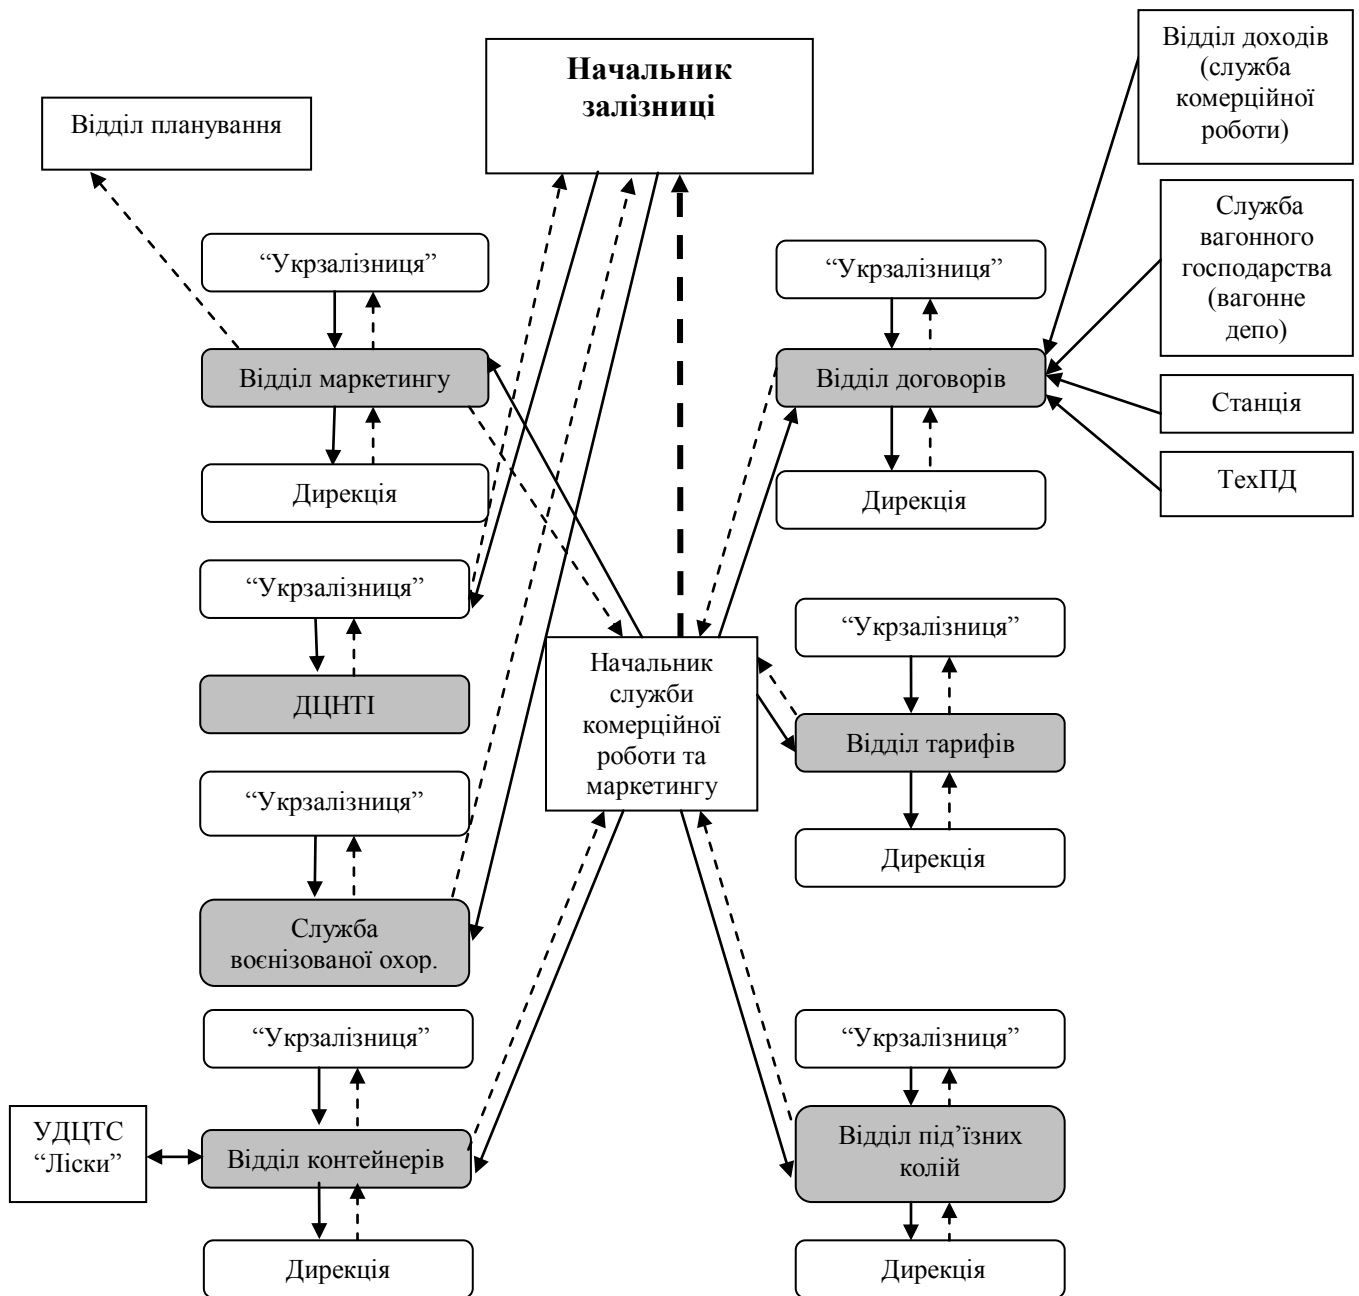 Начальник
залізниці
Відділ доходів
(служба
комерційної
роботи)
Відділ планування
Служба
вагонного
господарства
(вагонне
депо)
“Укрзалізниця”
“Укрзалізниця”
Відділ маркетингу
Відділ договорів
Станція
Дирекція
Дирекція
ТехПД
“Укрзалізниця”
“Укрзалізниця”
Начальник
служби
комерційної
роботи та
маркетингу
ДЦНТІ
Відділ тарифів
“Укрзалізниця”
Дирекція
Служба
воєнізованої охор.
“Укрзалізниця”
“Укрзалізниця”
УДЦТС
“Ліски”
Відділ контейнерів
Відділ під’їзних
колій
Дирекція
Дирекція